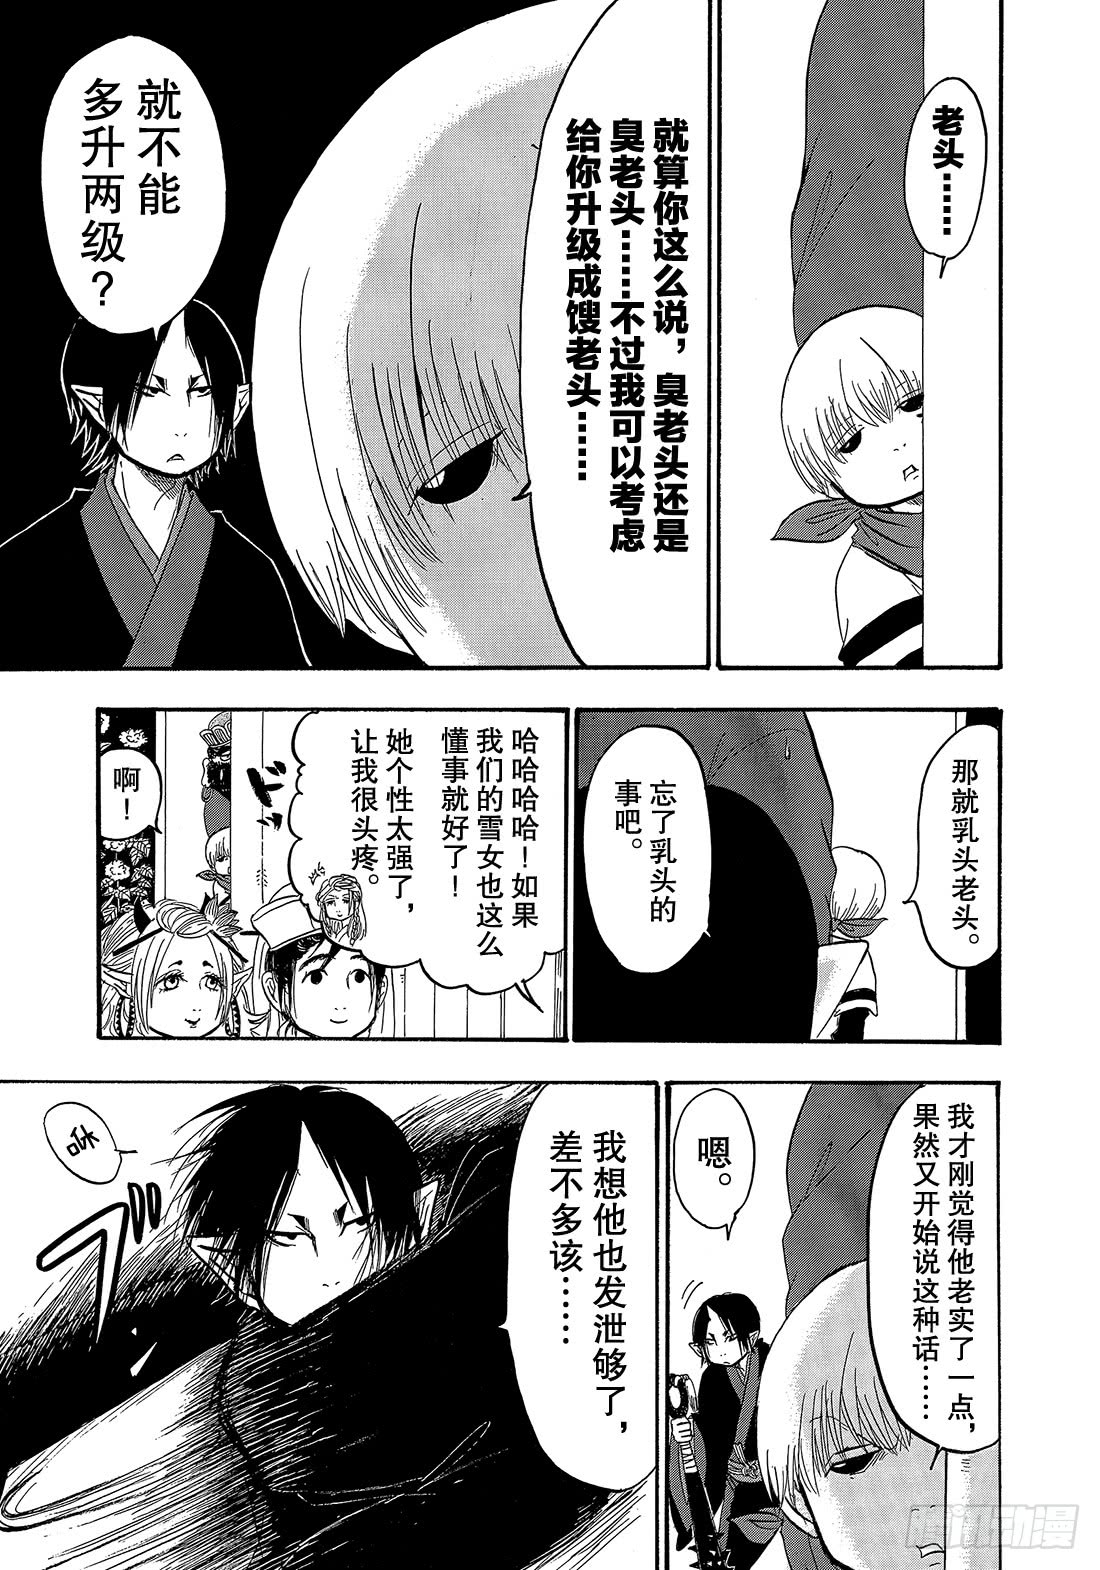 老头……
就算你这么说，臭老头还是
臭老头……不过我可以考虑
给你升级成馊老头……
就不能
多升两级？
那就乳头老头。
忘了乳头的
事吧。
哈哈哈哈！如果
我们的雪女也这么
懂事就好了！
她个性太强了，
让我很头疼。
ドド
啊！
我才刚觉得他老实了一点，
果然又开始说这种话……
嗯。
我想他也发泄够了，
差不多该……
腾讯动漫